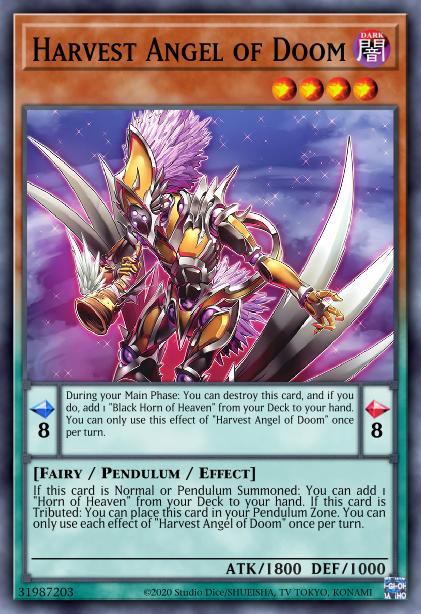 HARVEST ANGEL OF DOOM
DARK
闇
During your Main Phase: You can destroy this card, and if you
do, add 1 "Black Horn of Heaven" from your Deck to your hand.
You can only use this effect of "Harvest Angel of Doom" once
per turn.
8
8
[FAIRY / PENDULUM / EFFECT]
If this card is Normal or Pendulum Summoned: You can add 1
"Horn of Heaven" from your Deck to your hand. If this card is
Tributed: You can place this card in your Pendulum Zone. You can
only use each effect of "Harvest Angel of Doom" once per turn.
ATK/1800 DEF/1000
31987203
©2020 Studio Dice/SHUEISHA, TV TOKYO, KONAMI